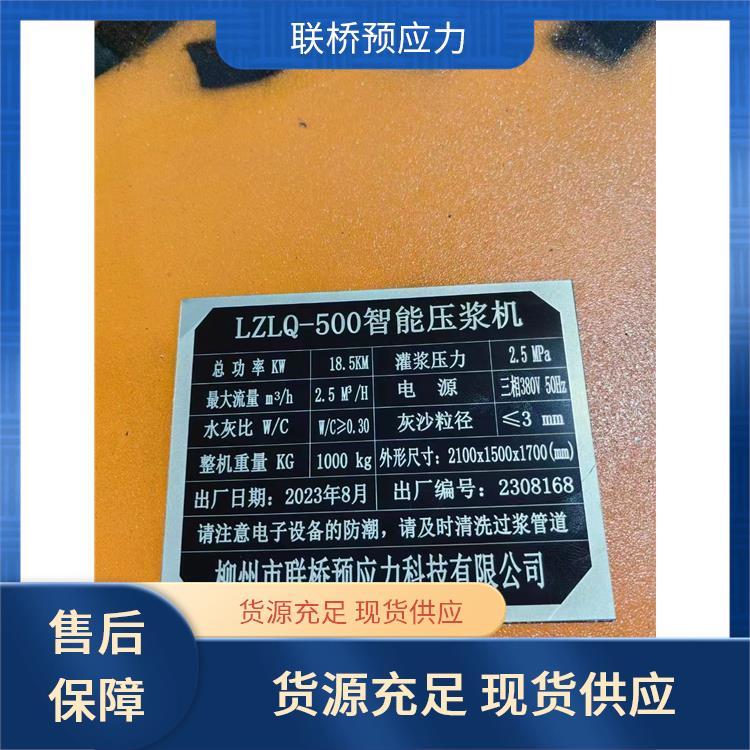 联桥预应力
LZLQ-500智能压浆机
总功率 KW 18.5KM 灌浆压力 2.5 MPa
最大流量 m³/h 2.5 M³/H 电 源 三相380V 50Hz
水灰比 W/C W/C≥0.30 灰沙粒径 ≤3 mm
整机重量 KG 1000 kg 外形尺寸: 2100x1500x1700(mm)
出厂日期: 2023年8月 出厂编号: 2308168
请注意电子设备的防潮，请及时清洗过浆管道
柳州市联桥预应力科技有限公司
货源充足 现货供应
售后
保障
货源充足 现货供应